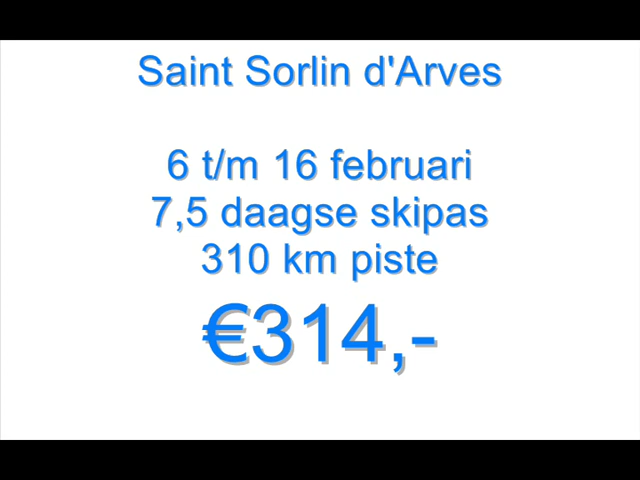 Saint Sorlin d'Arves
6 t/m 16 februari
7,5 daagse skipas
310 km piste
€314,-